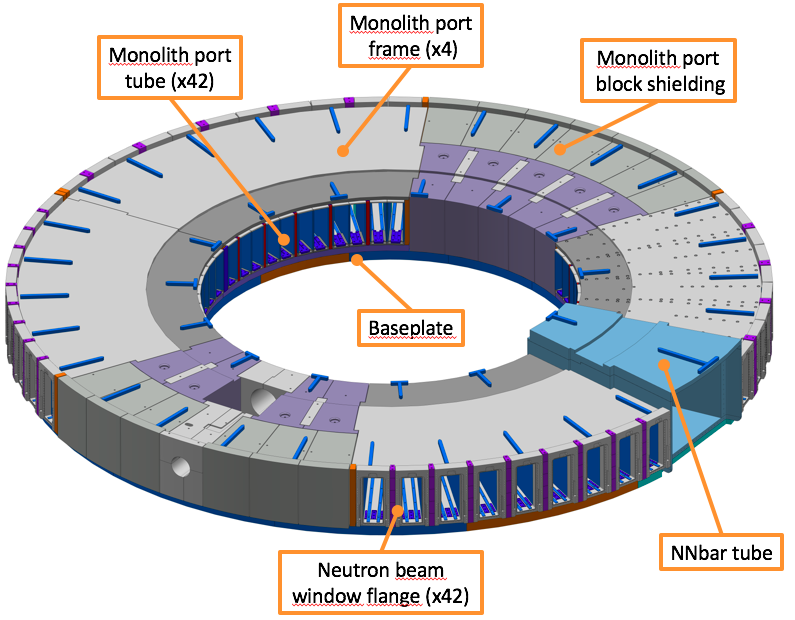 Monolith port
frame (x4)
Monolith port
tube (x42)
Monolith port
block shielding
Baseplate
NNbar tube
Neutron beam
window flange (x42)